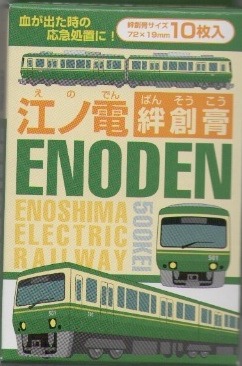 血が出た時の
応急処置に！
絆創膏サイズ
72×19mm
10枚入
えのでん
江ノ電
ばんそうこう
絆創膏
ENODEN
ENOSHIMA
ELECTRIC
RAILWAY
500KEI
501
501